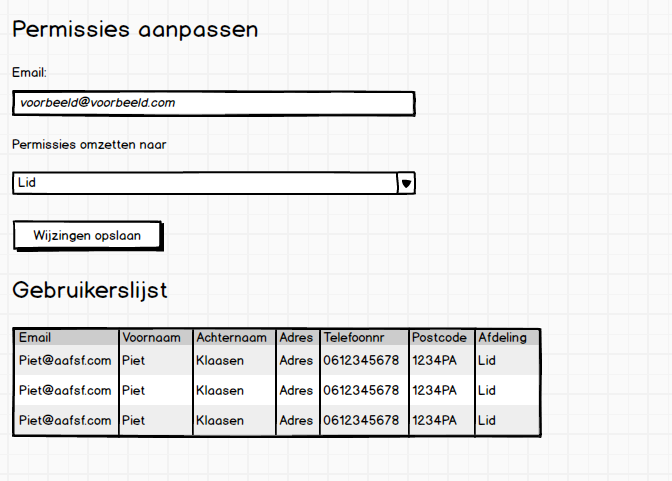 Permissies aanpassen
Email:
voorbeeld@voorbeeld.com
Permissies omzetten naar
Lid
Wijzingen opslaan
Gebruikerslijst
Email Voornaam Achternaam Adres Telefoonnr Postcode Afdeling
Piet@aafsf.com Piet Klaasen Adres 0612345678 1234PA Lid
Piet@aafsf.com Piet Klaasen Adres 0612345678 1234PA Lid
Piet@aafsf.com Piet Klaasen Adres 0612345678 1234PA Lid